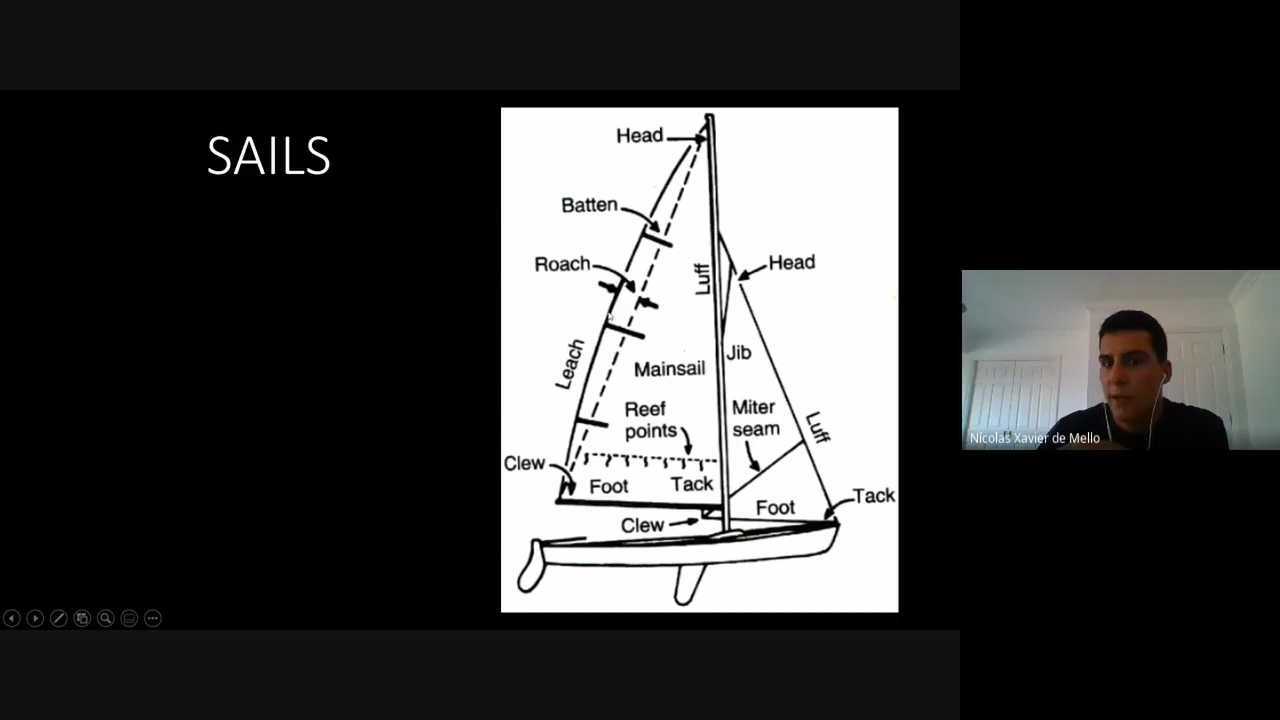 SAILS
Head
Batten
Roach
Head
Luff
Leach
Jib
Mainsail
Reef
points
Miter
seam
Luff
Clew
Foot
Tack
Foot
Tack
Clew
Nícolas Xavier de Mello